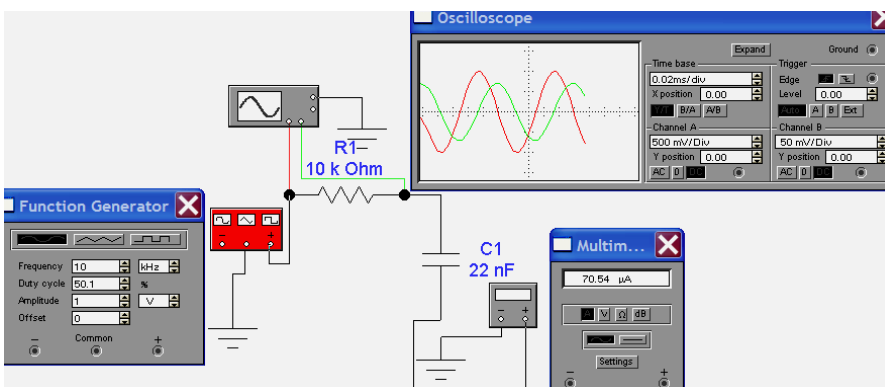 Oscilloscope
Expand
Ground
Time base
Trigger
0.02ms/div
Edge
X position 0.00
Level 0.00
Y/T B/A A/B
Auto A B Ext
Channel A
Channel B
500 mV/Div
50 mV/Div
Y position 0.00
Y position 0.00
AC 0 DC
AC 0 DC
R1
10 k Ohm
Function Generator
Frequency 10 kHz
Duty cycle 50.1 %
Amplitude 1 V
Offset 0
− Common +
C1
22 nF
− +
Multim...
70.54 µA
A V Ω dB
Settings
− +